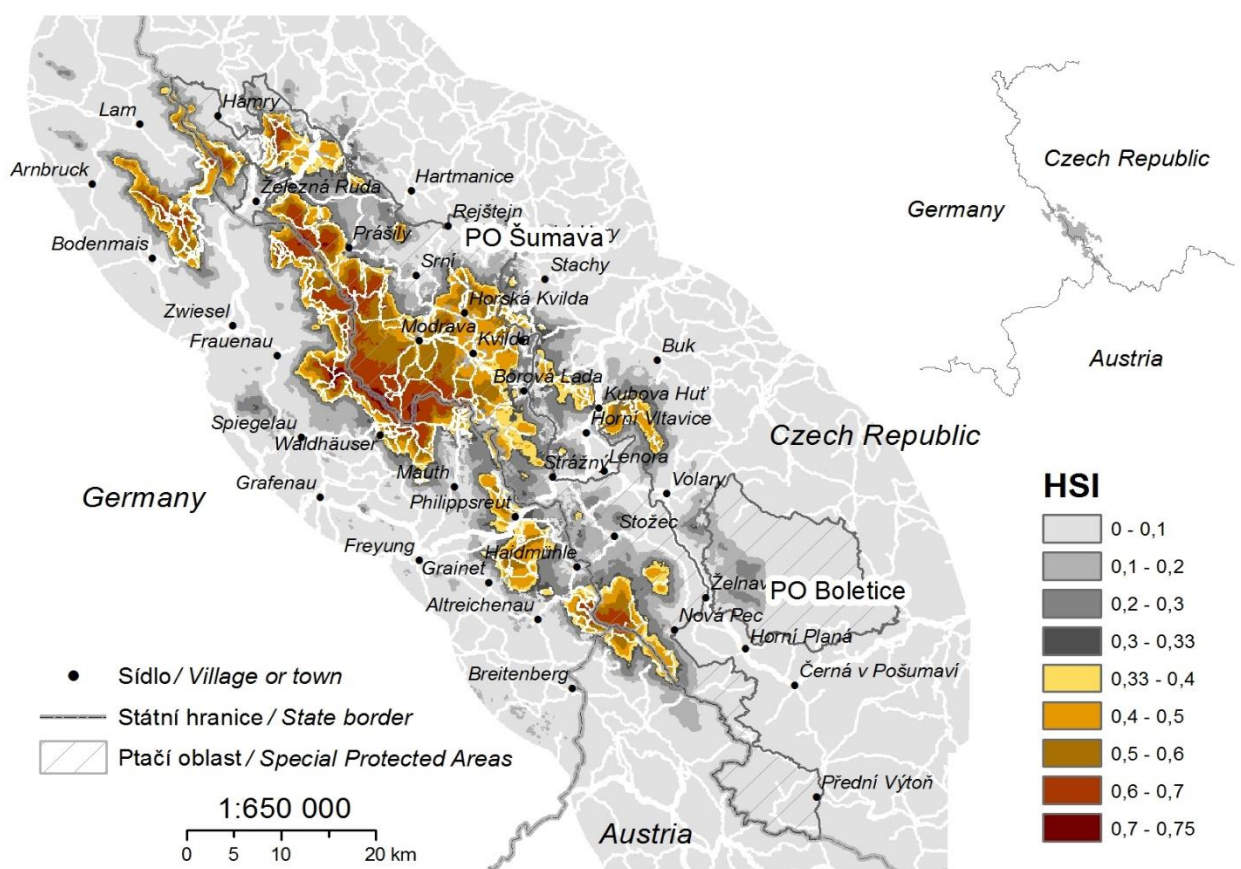 Lam
Hamry
Arnbruck
Železná Ruda
Hartmanice
Rejštejn
Bodenmais
Prášily
PO Šumava
Srní
Stachy
Zwiesel
Horská Kvilda
Frauenau
Modrava
Kvilda
Buk
Borová Lada
Kubova Huť
Spiegelau
Waldhäuser
Horní Vltavice
Mauth
Strážný
Lenora
Volary
Grafenau
Philippsreut
Stožec
Freyung
Haidmühle
Grainet
Želnav
PO Boletice
Altreichenau
Nová Pec
Horní Planá
Breitenberg
Černá v Pošumaví
Přední Výtoň
Germany
Czech Republic
Austria
Czech Republic
Germany
Austria
HSI
0 - 0,1
0,1 - 0,2
0,2 - 0,3
0,3 - 0,33
0,33 - 0,4
0,4 - 0,5
0,5 - 0,6
0,6 - 0,7
0,7 - 0,75
Sídlo / Village or town
Státní hranice / State border
Ptačí oblast / Special Protected Areas
1:650 000
0 5 10 20 km